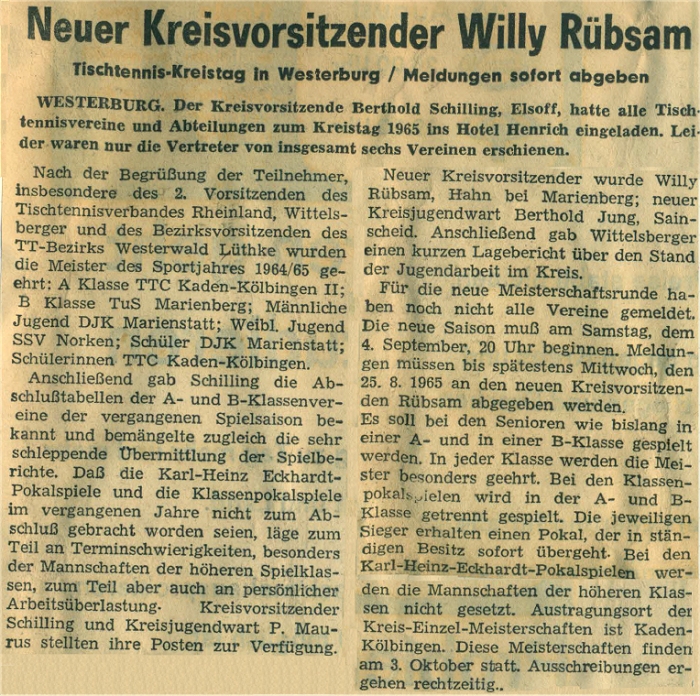 Neuer Kreisvorsitzender Willy Rübsam
Tischtennis-Kreistag in Westerburg / Meldungen sofort abgeben
WESTERBURG. Der Kreisvorsitzende Berthold Schilling, Elsoff, hatte alle Tisch-
tennisvereine und Abteilungen zum Kreistag 1965 ins Hotel Henrich eingeladen. Lei-
der waren nur die Vertreter von insgesamt sechs Vereinen erschienen.
Nach der Begrüßung der Teilnehmer,
insbesondere des 2. Vorsitzenden des
Tischtennisverbandes Rheinland, Wittels-
berger und des Bezirksvorsitzenden des
TT-Bezirks Westerwald Lüthke wurden
die Meister des Sportjahres 1964/65 ge-
ehrt: A Klasse TTC Kaden-Kölbingen II;
B Klasse TuS Marienberg; Männliche
Jugend DJK Marienstatt; Weibl. Jugend
SSV Norken; Schüler DJK Marienstatt;
Schülerinnen TTC Kaden-Kölbingen.
Anschließend gab Schilling die Ab-
schlußtabellen der A- und B-Klassenver-
eine der vergangenen Spielsaison be-
kannt und bemängelte zugleich die sehr
schleppende Übermittlung der Spielbe-
richte. Daß die Karl-Heinz Eckhardt-
Pokalspiele und die Klassenpokalspiele
im vergangenen Jahre nicht zum Ab-
schluß gebracht worden seien, läge zum
Teil an Terminschwierigkeiten, besonders
der Mannschaften der höheren Spielklas-
sen, zum Teil aber auch an persönlicher
Arbeitsüberlastung. Kreisvorsitzender
Schilling und Kreisjugendwart P. Mau-
rus stellten ihre Posten zur Verfügung.
Neuer Kreisvorsitzender wurde Willy
Rübsam, Hahn bei Marienberg; neuer
Kreisjugendwart Berthold Jung, Sain-
scheid. Anschließend gab Wittelsberger
einen kurzen Lagebericht über den Stand
der Jugendarbeit im Kreis.
Für die neue Meisterschaftsrunde ha-
ben noch nicht alle Vereine gemeldet.
Die neue Saison muß am Samstag, dem
4. September, 20 Uhr beginnen. Meldun-
gen müssen bis spätestens Mittwoch, den
25. 8. 1965 an den neuen Kreisvorsitzen-
den Rübsam abgegeben werden.
Es soll bei den Senioren wie bislang in
einer A- und in einer B-Klasse gespielt
werden. In jeder Klasse werden die Mei-
ster besonders geehrt. Bei den Klassen-
pokalspielen wird in der A- und B-
Klasse getrennt gespielt. Die jeweiligen
Sieger erhalten einen Pokal, der in stän-
digen Besitz sofort übergeht. Bei den
Karl-Heinz-Eckhardt-Pokalspielen wer-
den die Mannschaften der höheren Klas-
sen nicht gesetzt. Austragungsort der
Kreis-Einzel-Meisterschaften ist Kaden-
Kölbingen. Diese Meisterschaften finden
am 3. Oktober statt. Ausschreibungen er-
gehen rechtzeitig..